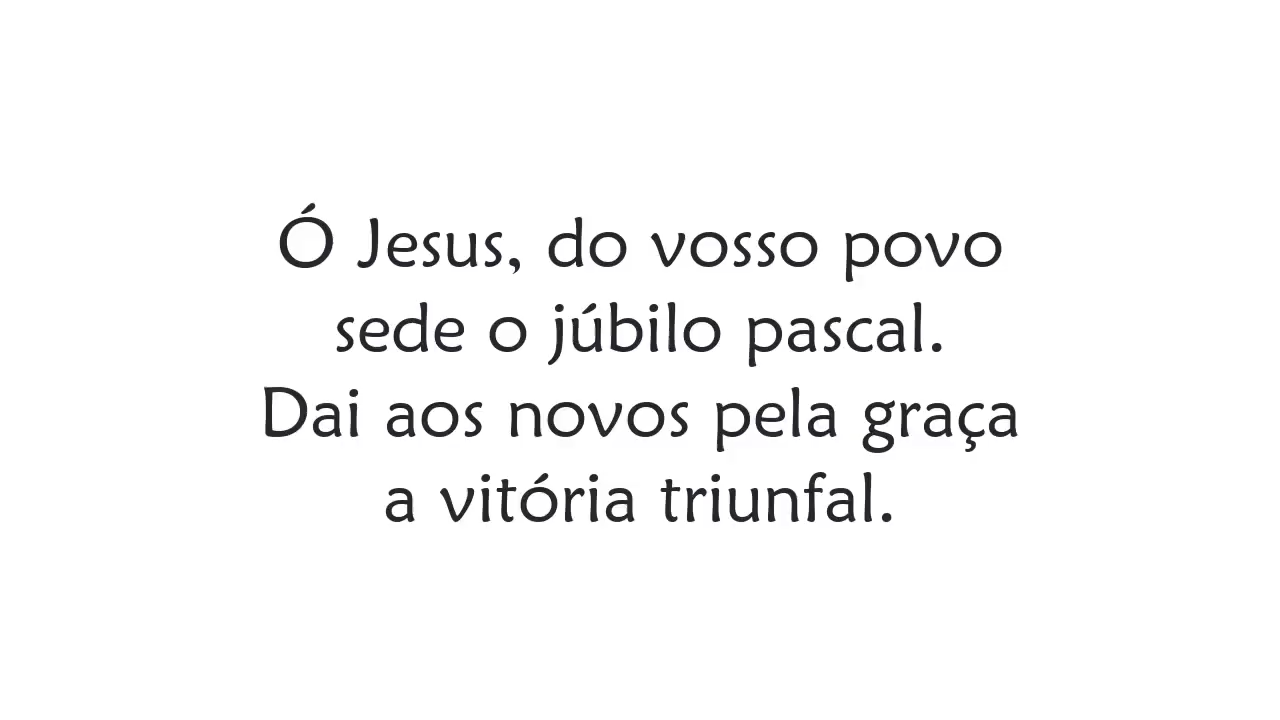 Ó Jesus, do vosso povo
sede o júbilo pascal.
Dai aos novos pela graça
a vitória triunfal.